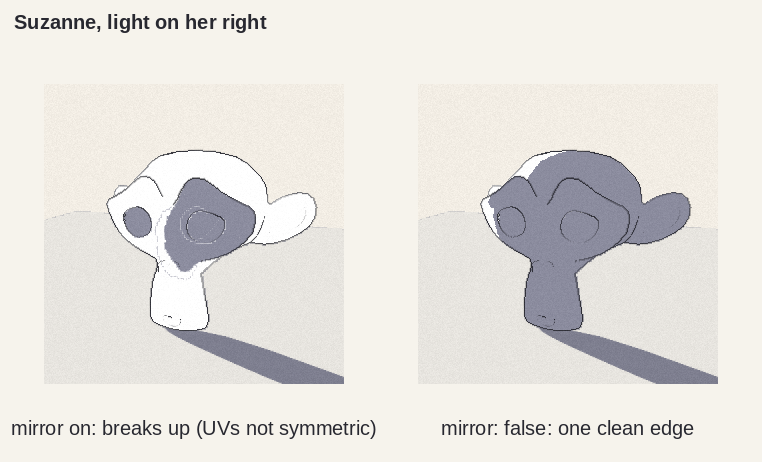 Suzanne, light on her right
mirror on: breaks up (UVs not symmetric)
mirror: false: one clean edge